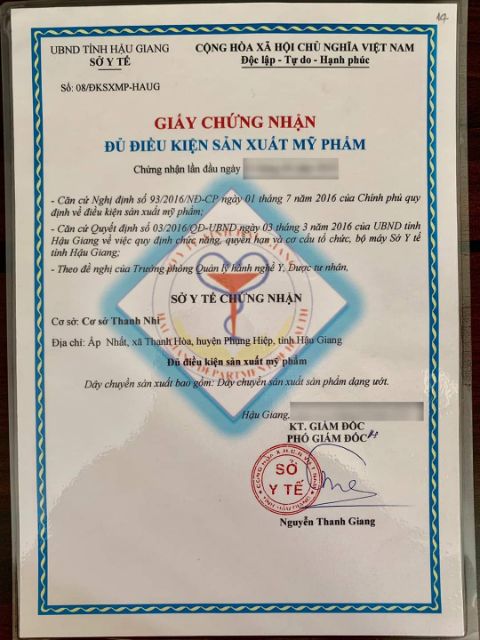 17
UBND TỈNH HẬU GIANG
SỞ Y TẾ
CỘNG HÒA XÃ HỘI CHỦ NGHĨA VIỆT NAM
Độc lập - Tự do - Hạnh phúc
Số: 08/ĐKSXMP-HAUG
GIẤY CHỨNG NHẬN
ĐỦ ĐIỀU KIỆN SẢN XUẤT MỸ PHẨM
Chứng nhận lần đầu ngày
- Căn cứ Nghị định số 93/2016/NĐ-CP ngày 01 tháng 7 năm 2016 của Chính phủ quy
định về điều kiện sản xuất mỹ phẩm;
- Căn cứ Quyết định số 03/2016/QĐ-UBND ngày 03 tháng 3 năm 2016 của UBND tỉnh
Hậu Giang về việc quy định chức năng, quyền hạn và cơ cấu tổ chức, bộ máy Sở Y tế
tỉnh Hậu Giang;
- Theo đề nghị của Trưởng phòng Quản lý hành nghề Y, Dược tư nhân.
SỞ Y TẾ CHỨNG NHẬN
Cơ sở: Cơ sở Thanh Nhi
Địa chỉ: Ấp Nhất, xã Thạnh Hòa, huyện Phụng Hiệp, tỉnh Hậu Giang
Đủ điều kiện sản xuất mỹ phẩm
Dây chuyền sản xuất bao gồm: Dây chuyền sản xuất sản phẩm dạng ướt.
Hậu Giang,
KT. GIÁM ĐỐC
PHÓ GIÁM ĐỐC
SỞ
Y TẾ
Nguyễn Thanh Giang